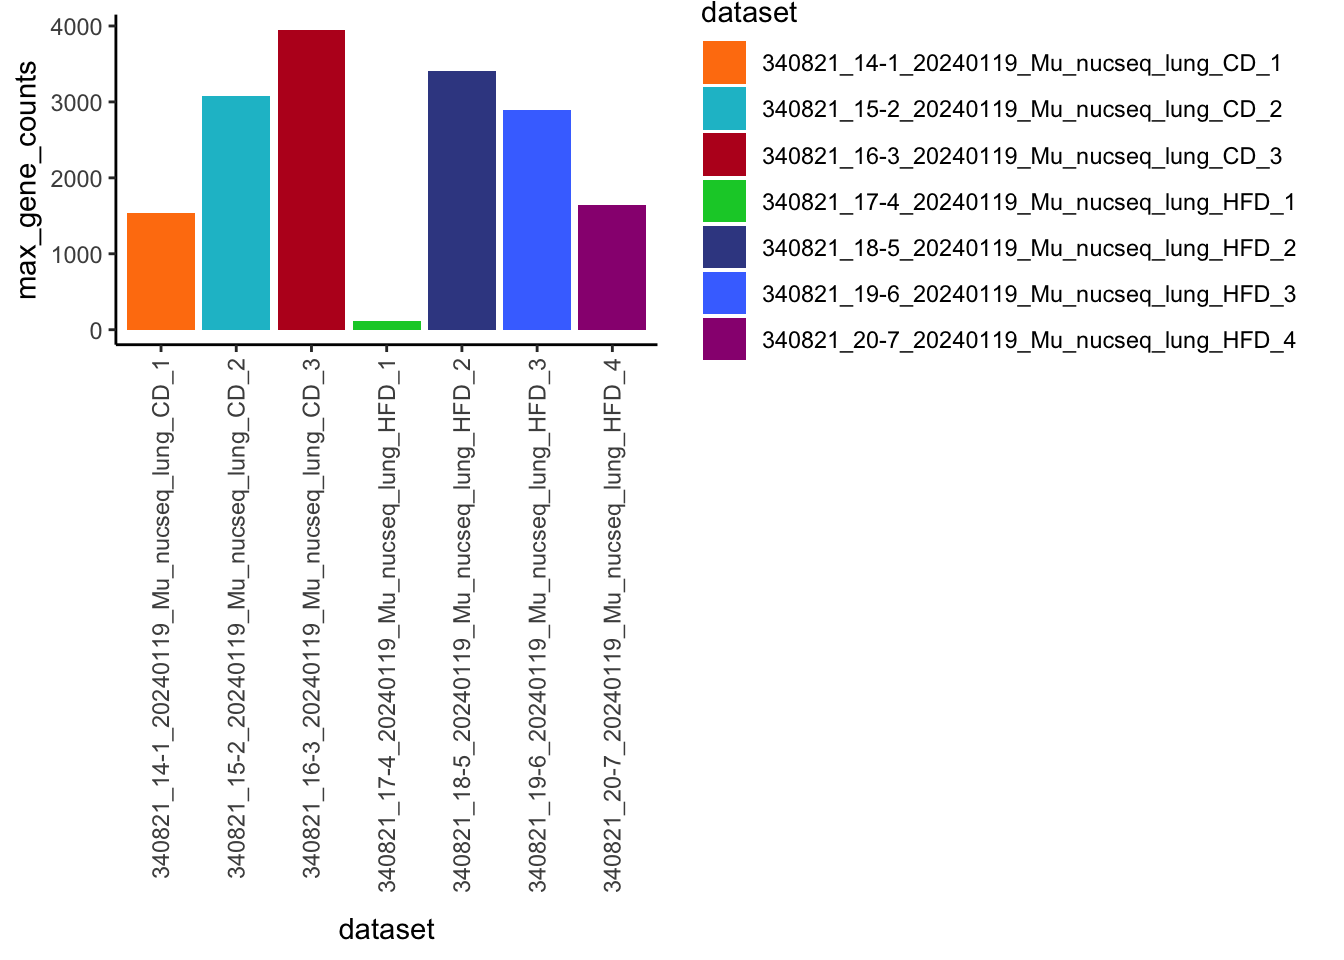 max_gene_counts
4000
3000
2000
1000
0
340821_14-1_20240119_Mu_nucseq_lung_CD_1
340821_15-2_20240119_Mu_nucseq_lung_CD_2
340821_16-3_20240119_Mu_nucseq_lung_CD_3
340821_17-4_20240119_Mu_nucseq_lung_HFD_1
340821_18-5_20240119_Mu_nucseq_lung_HFD_2
340821_19-6_20240119_Mu_nucseq_lung_HFD_3
340821_20-7_20240119_Mu_nucseq_lung_HFD_4
dataset
dataset
340821_14-1_20240119_Mu_nucseq_lung_CD_1
340821_15-2_20240119_Mu_nucseq_lung_CD_2
340821_16-3_20240119_Mu_nucseq_lung_CD_3
340821_17-4_20240119_Mu_nucseq_lung_HFD_1
340821_18-5_20240119_Mu_nucseq_lung_HFD_2
340821_19-6_20240119_Mu_nucseq_lung_HFD_3
340821_20-7_20240119_Mu_nucseq_lung_HFD_4